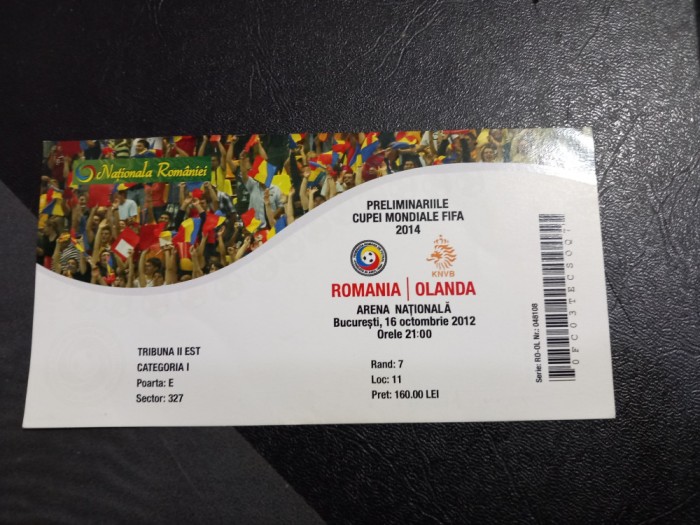 Naționala României
PRELIMINARIILE
CUPEI MONDIALE FIFA
2014
KNVB
ROMANIA | OLANDA
ARENA NAȚIONALĂ
București, 16 octombrie 2012
Orele 21:00
TRIBUNA II EST
CATEGORIA I
Poarta: E
Sector: 327
Rand: 7
Loc: 11
Pret: 160.00 LEI
Serie: RO-OL Nr.: 048108
0FC03TECS0Q7